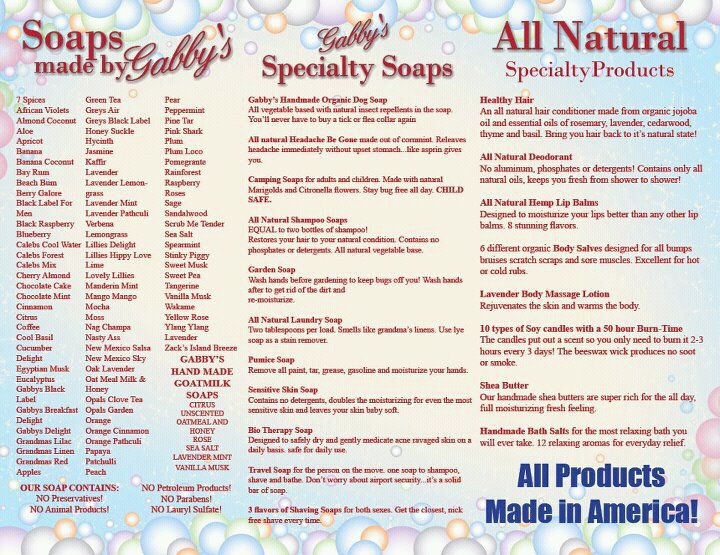 Soaps
made by Gabby's
7 Spices
African Violets
Almond Coconut
Aloe
Apricot
Banana
Banana Coconut
Bay Rum
Beach Bum
Berry Galore
Black Label For
Men
Black Raspberry
Blueberry
Calebs Cool Water
Calebs Forest
Calebs Mix
Cherry Almond
Chocolate Cake
Chocolate Mint
Cinnamon
Citrus
Coffee
Cool Basil
Cucumber
Delight
Egyptian Musk
Eucalyptus
Gabbys Black
Label
Gabbys Breakfast
Delight
Gabbys Delight
Grandmas Lilac
Grandmas Linen
Grandmas Red
Apples
Green Tea
Greys Air
Greys Black Label
Honey Suckle
Hycinth
Jasmine
Kaffir
Lavender
Lavender Lemon-
grass
Lavender Mint
Lavender Pathculi
Verbena
Lemongrass
Lillies Delight
Lillies Hippy Love
Lime
Lovely Lillies
Manderin Mint
Mango Mango
Mocha
Moss
Nag Champa
Nasty Ass
New Mexico Salsa
New Mexico Sky
Oak Lavender
Oat Meal Milk &
Honey
Opals Clove Tea
Opals Garden
Orange
Orange Cinnamon
Orange Pathculi
Papaya
Patchulli
Peach
Pear
Peppermint
Pine Tar
Pink Shark
Plum
Plum Loco
Pomegrante
Rainforest
Raspberry
Roses
Sage
Sandalwood
Scrub Me Tender
Sea Salt
Spearmint
Stinky Piggy
Sweet Musk
Sweet Pea
Tangerine
Vanilla Musk
Wakame
Yellow Rose
Ylang Ylang
Lavender
Zack's Island Breeze
GABBY'S
HAND MADE
GOATMILK
SOAPS
CITRUS
UNSCENTED
OATMEAL AND
HONEY
ROSE
SEA SALT
LAVENDER MINT
VANILLA MUSK
OUR SOAP CONTAINS:
NO Preservatives!
NO Animal Products!
NO Petroleum Products!
NO Parabens!
NO Lauryl Sulfate!
Gabby's
Specialty Soaps
Gabby's Handmade Organic Dog Soap
All vegetable based with natural insect repellents in the soap.
You'll never have to buy a tick or flea collar again
All natural Headache Be Gone made out of cornmint. Releaves
headache immediately without upset stomach...like asprin gives
you.
Camping Soaps for adults and children. Made with natural
Marigolds and Citronella flowers. Stay bug free all day. CHILD
SAFE.
All Natural Shampoo Soaps
EQUAL to two bottles of shampoo!
Restores your hair to your natural condition. Contains no
phosphates or detergents. All natural vegetable base.
Garden Soap
Wash hands before gardening to keep bugs off you! Wash hands
after to get rid of the dirt and
re-moisturize.
All Natural Laundry Soap
Two tablespoons per load. Smells like grandma's linens. Use lye
soap as a stain remover.
Pumice Soap
Remove all paint, tar, grease, gasoline and moisturize your hands.
Sensitive Skin Soap
Contains no detergents, doubles the moisturizing for even the most
sensitive skin and leaves your skin baby soft.
Bio Therapy Soap
Designed to safely dry and gently medicate acne ravaged skin on a
daily basis. safe for daily use.
Travel Soap for the person on the move. one soap to shampoo,
shave and bathe. Don't worry about airport security...it's a solid
bar of soap.
3 flavors of Shaving Soaps for both sexes. Get the closest, nick
free shave every time.
All Natural
Specialty Products
Healthy Hair
An all natural hair conditioner made from organic jojoba
oil and essential oils of rosemary, lavender, cedarwood,
thyme and basil. Bring you hair back to it's natural state!
All Natural Deodorant
No aluminum, phosphates or detergents! Contains only all
natural oils, keeps you fresh from shower to shower!
All Natural Hemp Lip Balms
Designed to moisturize your lips better than any other lip
balms. 8 stunning flavors.
6 different organic Body Salves designed for all bumps
bruises scratch scraps and sore muscles. Excellent for hot
or cold rubs.
Lavender Body Massage Lotion
Rejuvenates the skin and warms the body.
10 types of Soy candles with a 50 hour Burn-Time
The candles put out a scent so you only need to burn it 2-3
hours every 3 days! The beeswax wick produces no soot
or smoke.
Shea Butter
Our handmade shea butters are super rich for the all day,
full moisturizing fresh feeling.
Handmade Bath Salts for the most relaxing bath you
will ever take. 12 relaxing aromas for everyday relief.
All Products
Made in America!